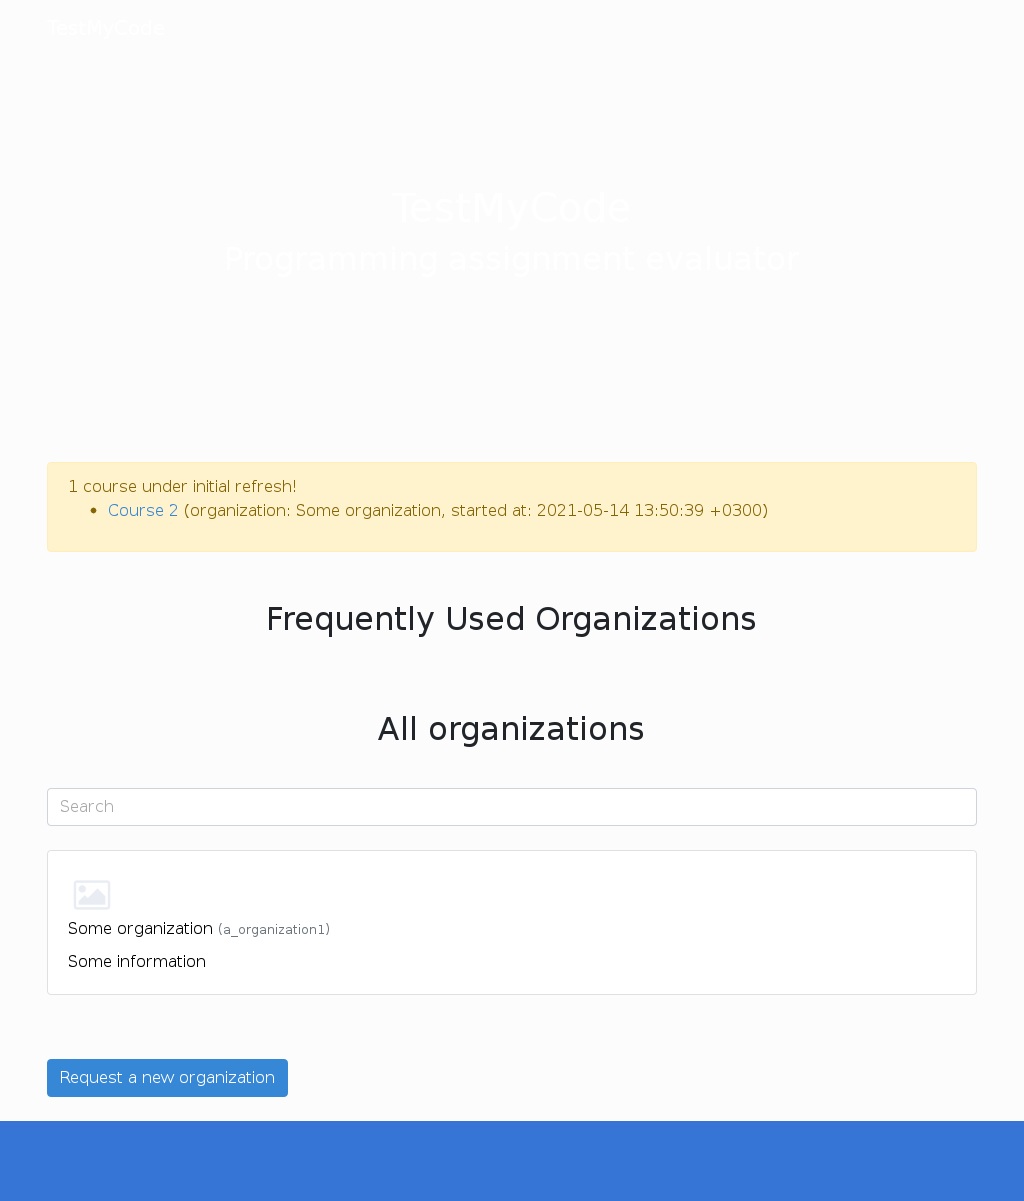 TestMyCode
TestMyCode
Programming assignment evaluator
1 course under initial refresh!
• Course 2 (organization: Some organization, started at: 2021-05-14 13:50:39 +0300)
Frequently Used Organizations
All organizations
Search
Some organization (a_organization1)
Some information
Request a new organization